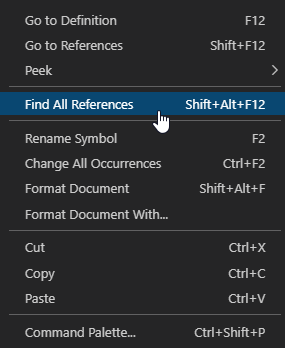 Go to Definition F12
Go to References Shift+F12
Peek
Find All References Shift+Alt+F12
Rename Symbol F2
Change All Occurrences Ctrl+F2
Format Document Shift+Alt+F
Format Document With...
Cut Ctrl+X
Copy Ctrl+C
Paste Ctrl+V
Command Palette... Ctrl+Shift+P